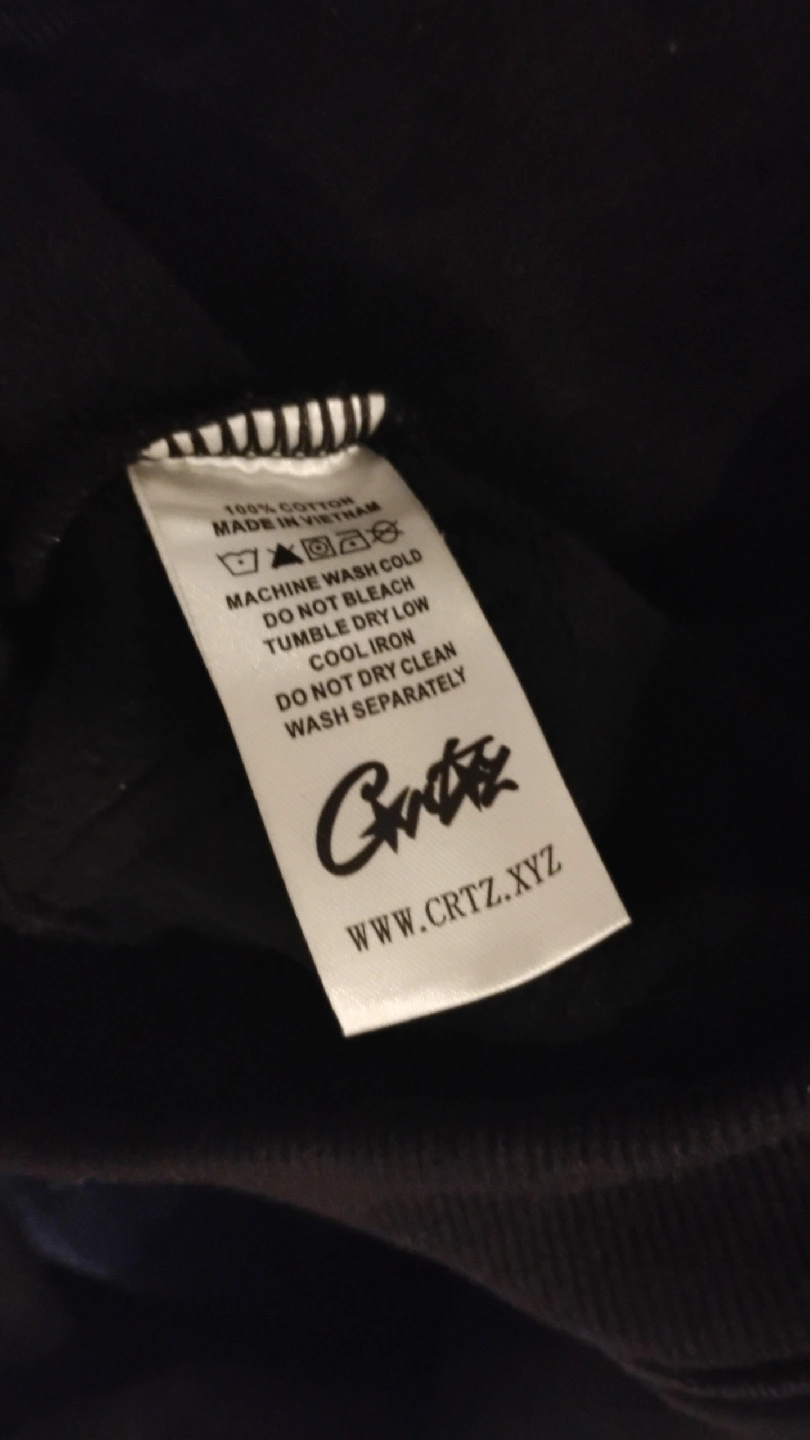 100% COTTON
MADE IN VIETNAM
MACHINE WASH COLD
DO NOT BLEACH
TUMBLE DRY LOW
COOL IRON
DO NOT DRY CLEAN
WASH SEPARATELY
Crtz
WWW.CRTZ.XYZ